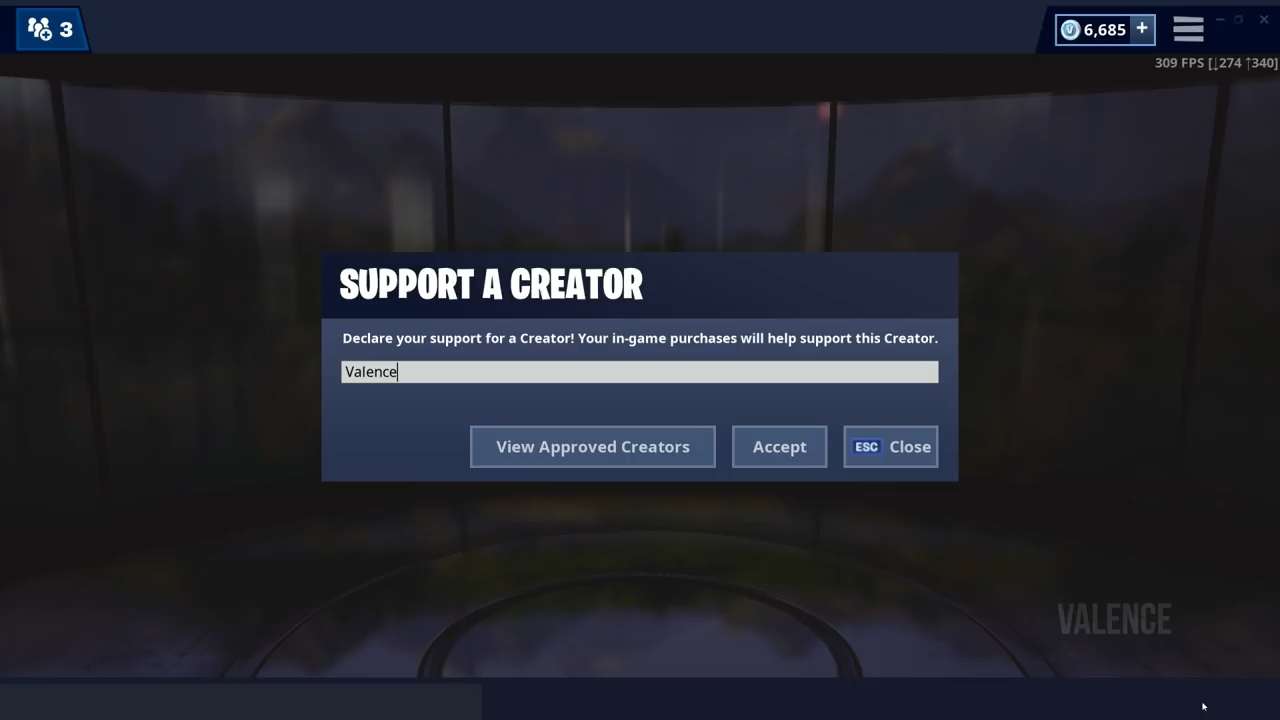 3
6,685 +
309 FPS [↓274 ↑340]
SUPPORT A CREATOR
Declare your support for a Creator! Your in-game purchases will help support this Creator.
Valence
View Approved Creators
Accept
ESC Close
VALENCE